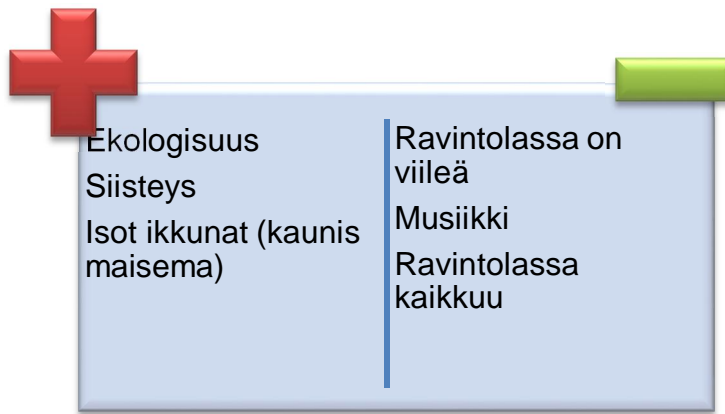 Ekologisuus
Siisteys
Isot ikkunat (kaunis
maisema)
Ravintolassa on
viileä
Musiikki
Ravintolassa
kaikkuu